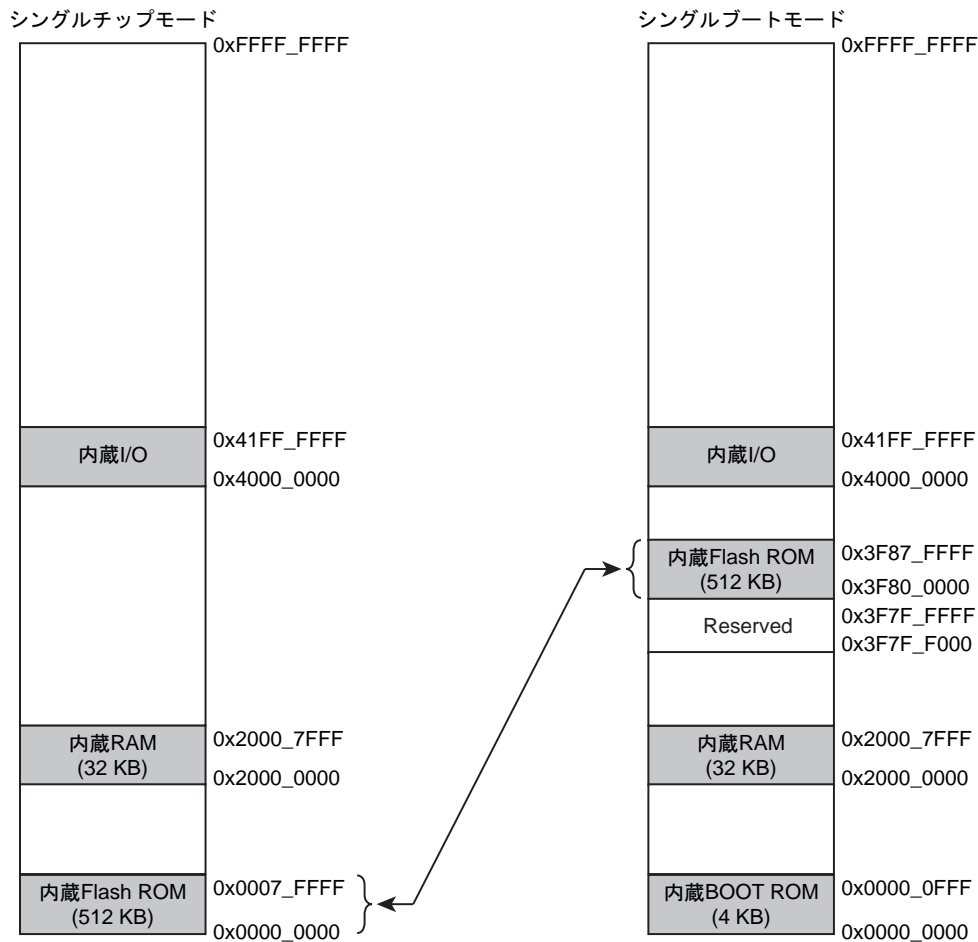 シングルチップモード
0xFFFF_FFFF
内蔵I/O
0x41FF_FFFF
0x4000_0000
内蔵RAM
(32 KB)
0x2000_7FFF
0x2000_0000
内蔵Flash ROM
(512 KB)
0x0007_FFFF
0x0000_0000
シングルブートモード
0xFFFF_FFFF
内蔵I/O
0x41FF_FFFF
0x4000_0000
内蔵Flash ROM
(512 KB)
0x3F87_FFFF
0x3F80_0000
Reserved
0x3F7F_FFFF
0x3F7F_F000
内蔵RAM
(32 KB)
0x2000_7FFF
0x2000_0000
内蔵BOOT ROM
(4 KB)
0x0000_0FFF
0x0000_0000